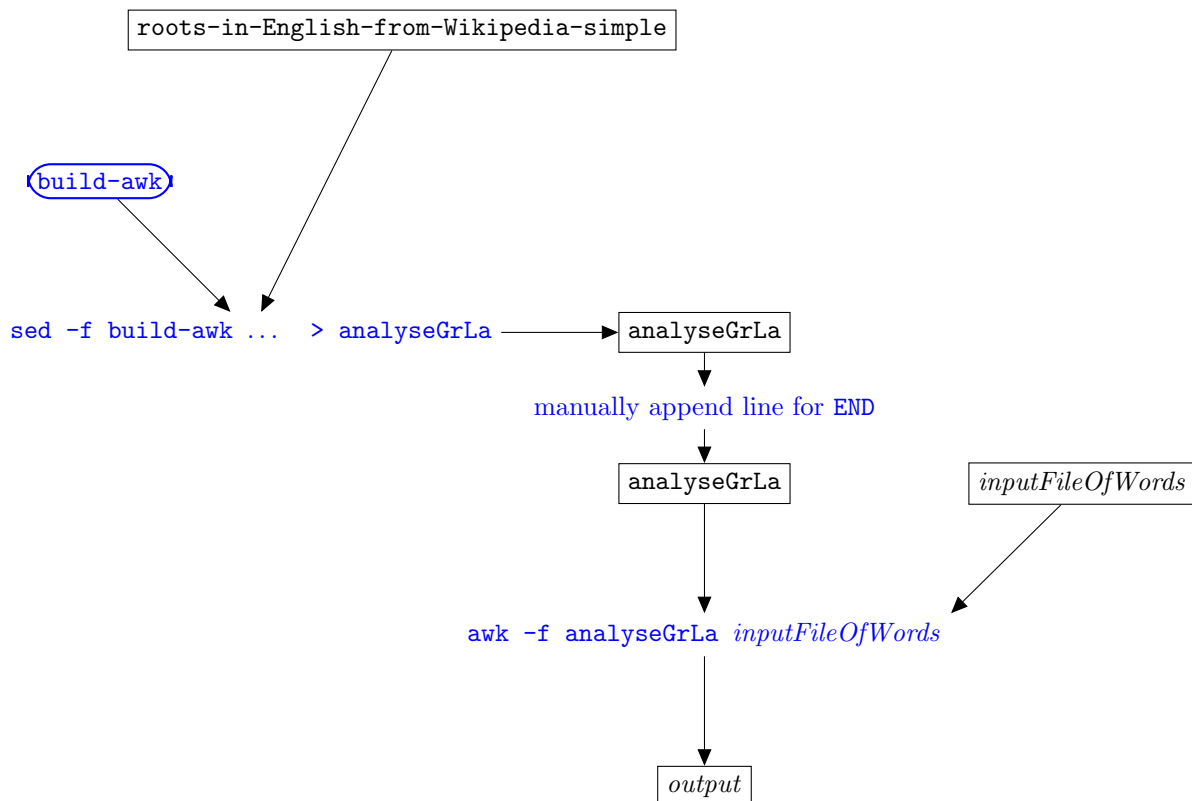 roots-in-English-from-Wikipedia-simple
build-awk
sed -f build-awk ... > analyseGrLa
analyseGrLa
manually append line for END
analyseGrLa
inputFileOfWords
awk -f analyseGrLa inputFileOfWords
output